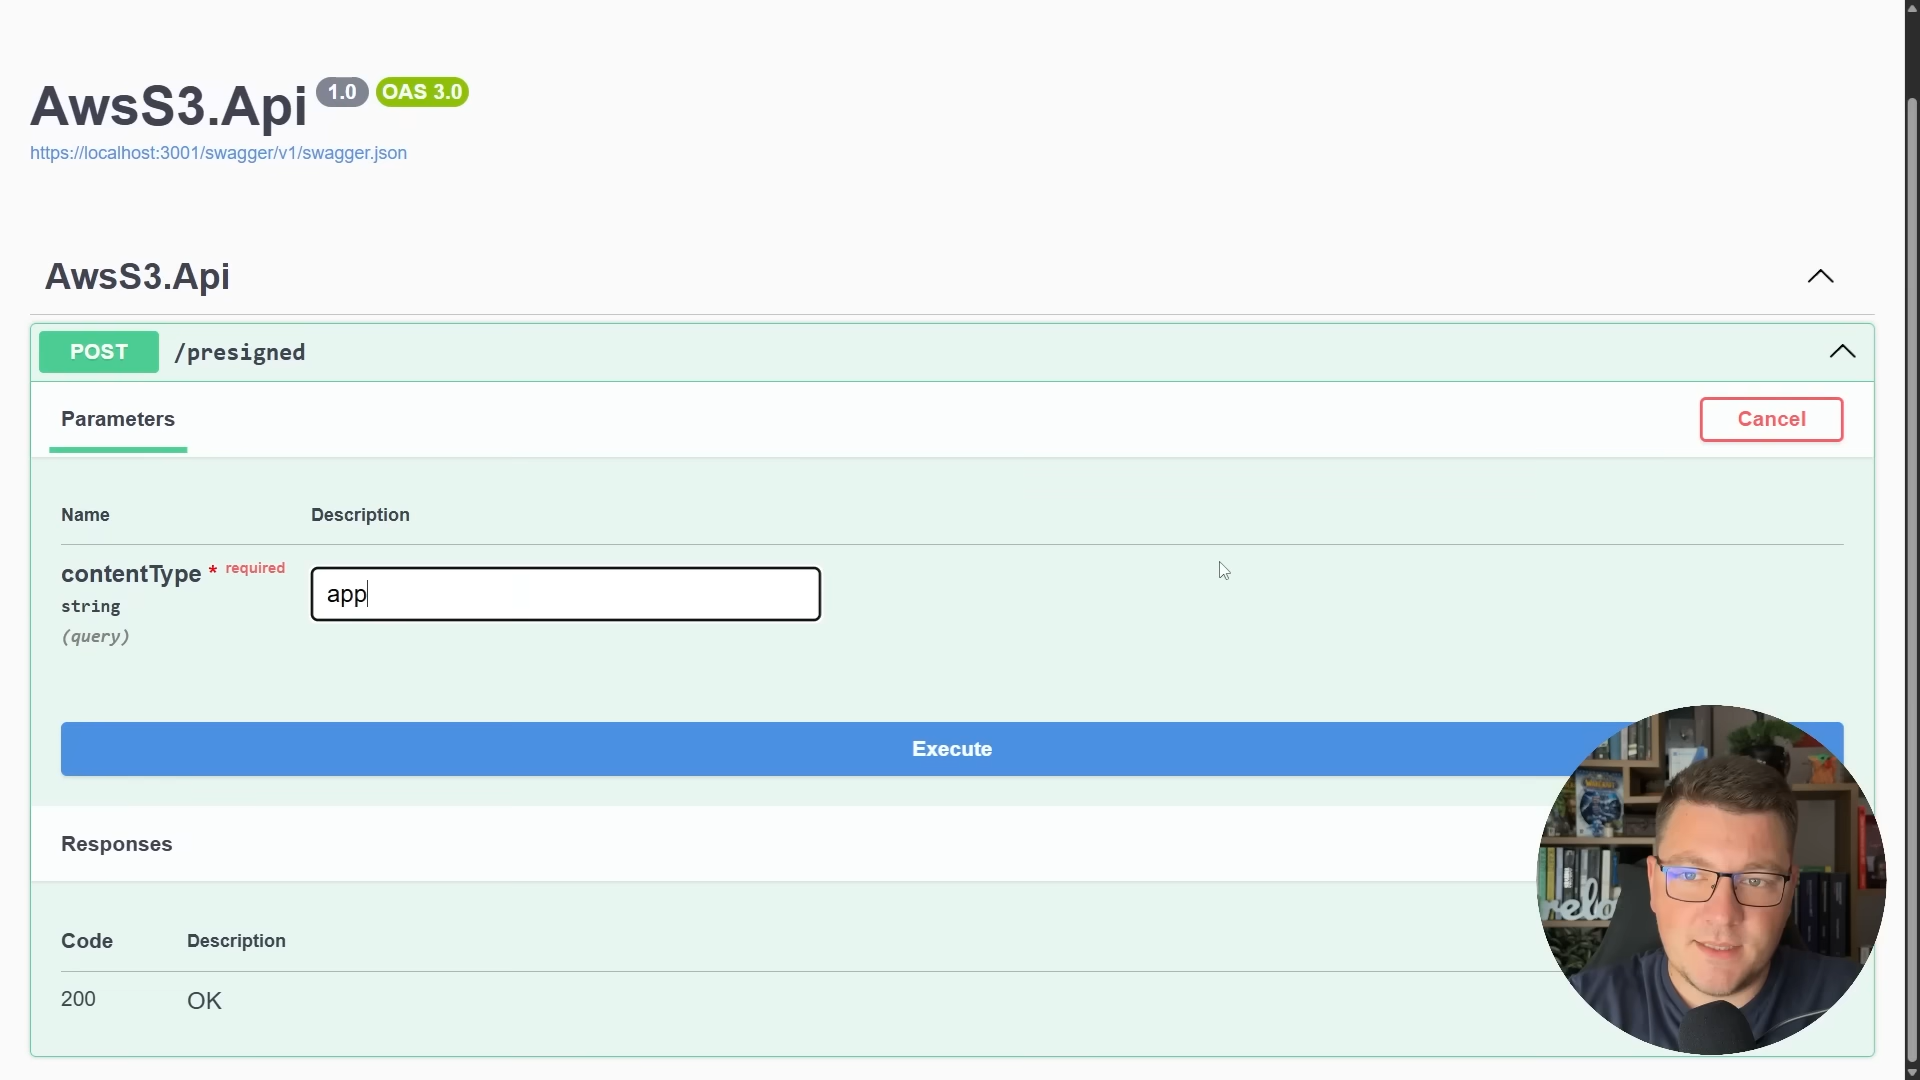 AwsS3.Api 1.0 OAS 3.0
https://localhost:3001/swagger/v1/swagger.json
AwsS3.Api
POST /presigned
Parameters
Cancel
Name Description
contentType * required
string
(query)
app
Execute
Responses
Code Description
200 OK